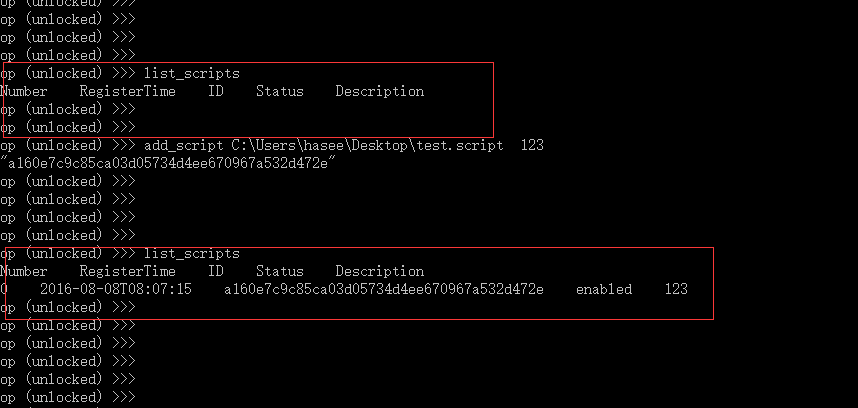 op (unlocked) >>>
op (unlocked) >>>
op (unlocked) >>>
op (unlocked) >>>
op (unlocked) >>> list_scripts
Number    RegisterTime    ID    Status    Description
op (unlocked) >>>
op (unlocked) >>>
op (unlocked) >>> add_script C:\Users\hasee\Desktop\test.script  123
"a160e7c9c85ca03d05734d4ee670967a532d472e"
op (unlocked) >>>
op (unlocked) >>>
op (unlocked) >>>
op (unlocked) >>>
op (unlocked) >>> list_scripts
Number    RegisterTime    ID    Status    Description
0    2016-08-08T08:07:15    a160e7c9c85ca03d05734d4ee670967a532d472e    enabled    123
op (unlocked) >>>
op (unlocked) >>>
op (unlocked) >>>
op (unlocked) >>>
op (unlocked) >>>
op (unlocked) >>>